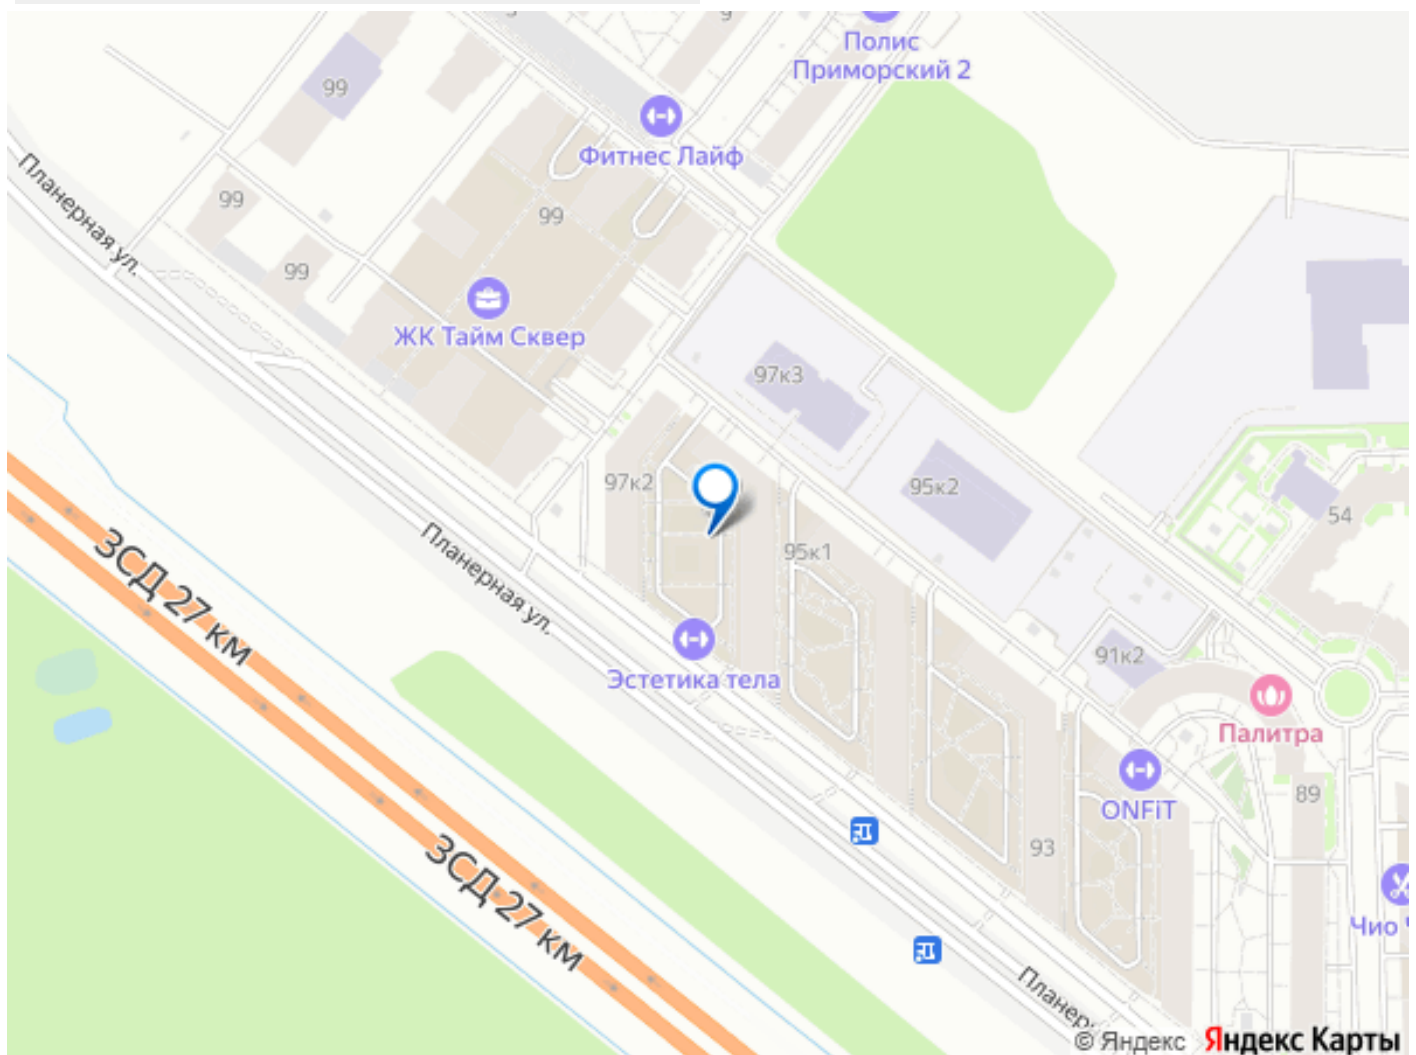 9
Полис
Приморский 2
99
Фитнес Лайф
Планерная ул.
99
99
99
ЖК Тайм Сквер
97к3
97к2
95к2
54
ЗСД 27 км
Планерная ул.
95к1
Эстетика тела
91к2
Палитра
ONFiT
89
ЗСД 27 км
93
Чио Ч
Планер
© Яндекс Яндекс Карты